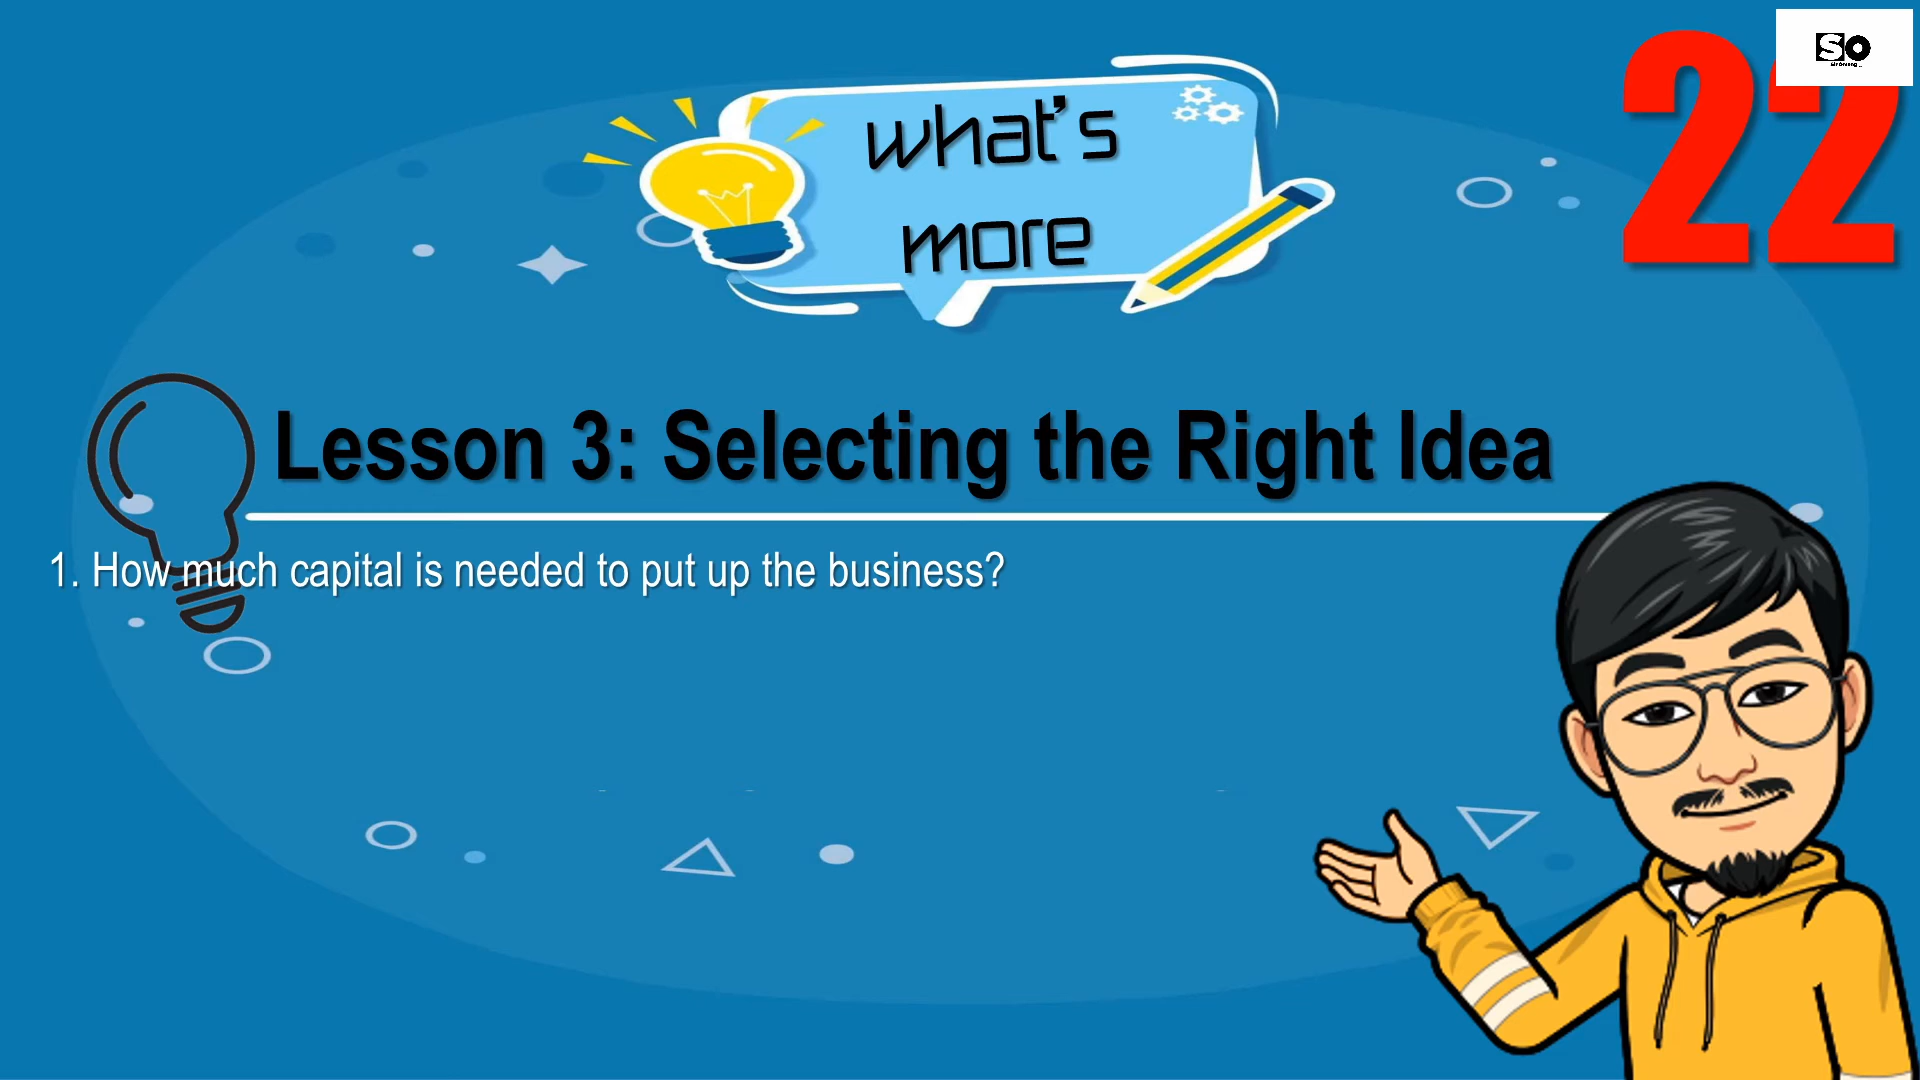 what's
more
22
SO
Lesson 3: Selecting the Right Idea
1. How much capital is needed to put up the business?